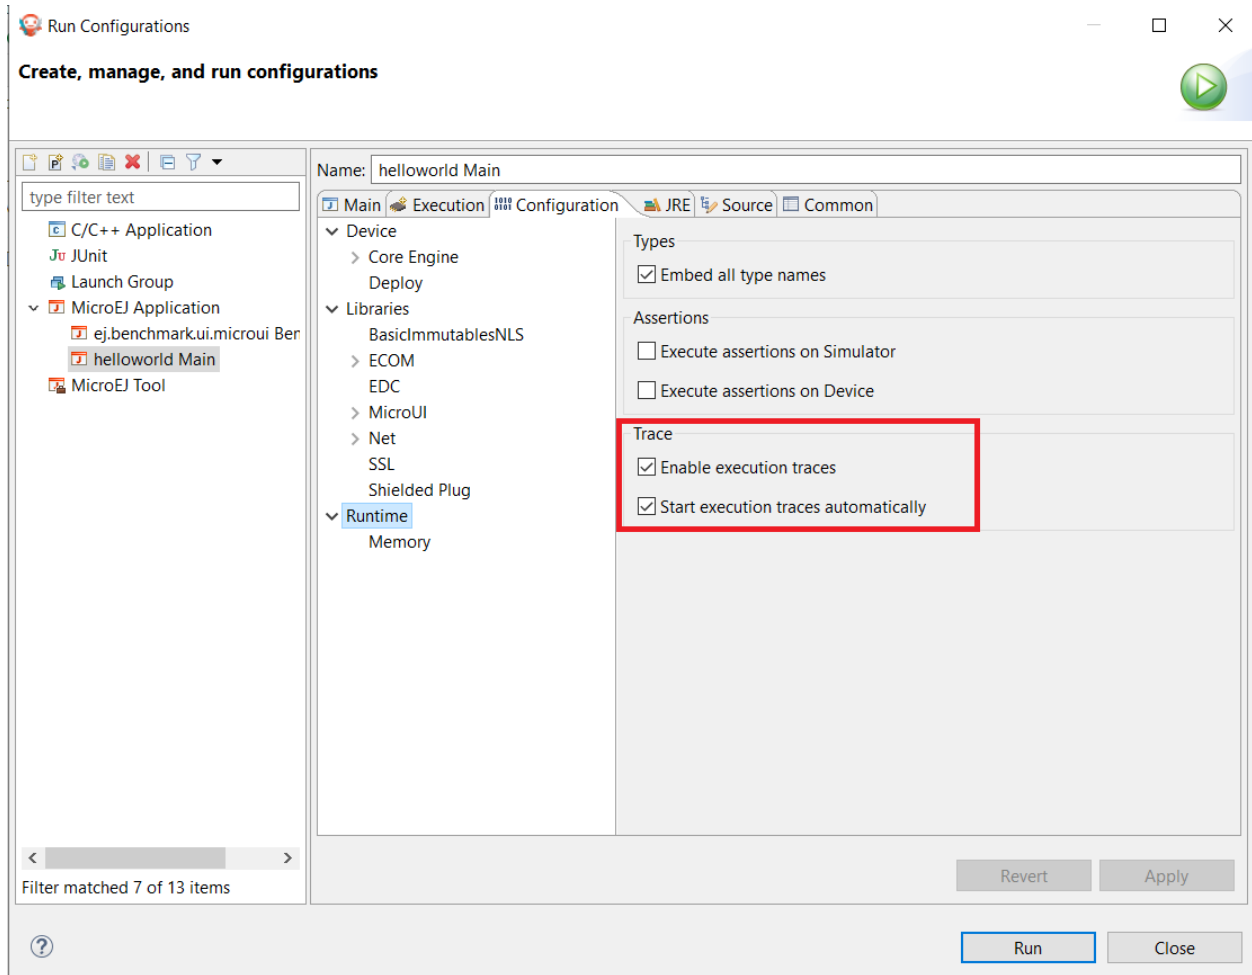 Run Configurations
Create, manage, and run configurations
type filter text
C/C++ Application
JUnit
Launch Group
MicroEJ Application
ej.benchmark.ui.microui Ben
helloworld Main
MicroEJ Tool
Filter matched 7 of 13 items
Name: helloworld Main
Main Execution Configuration JRE Source Common
Device
Core Engine
Deploy
Libraries
BasicImmutablesNLS
ECOM
EDC
MicroUI
Net
SSL
Shielded Plug
Runtime
Memory
Types
Embed all type names
Assertions
Execute assertions on Simulator
Execute assertions on Device
Trace
Enable execution traces
Start execution traces automatically
Revert Apply
Run Close